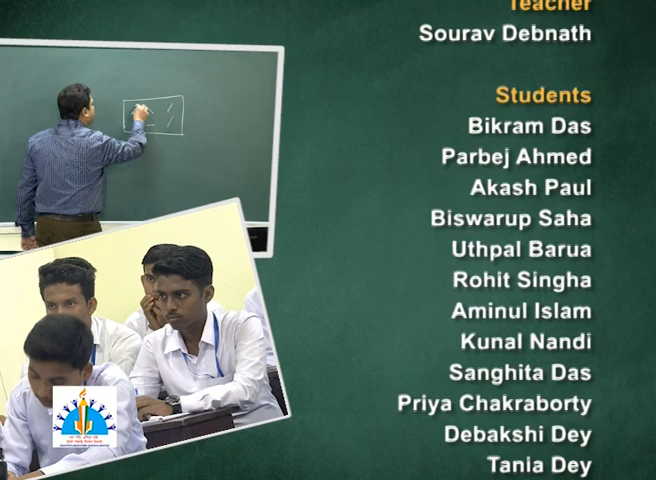 Teacher
Sourav Debnath
Students
Bikram Das
Parbej Ahmed
Akash Paul
Biswarup Saha
Uthpal Barua
Rohit Singha
Aminul Islam
Kunal Nandi
Sanghita Das
Priya Chakraborty
Debakshi Dey
Tania Dey